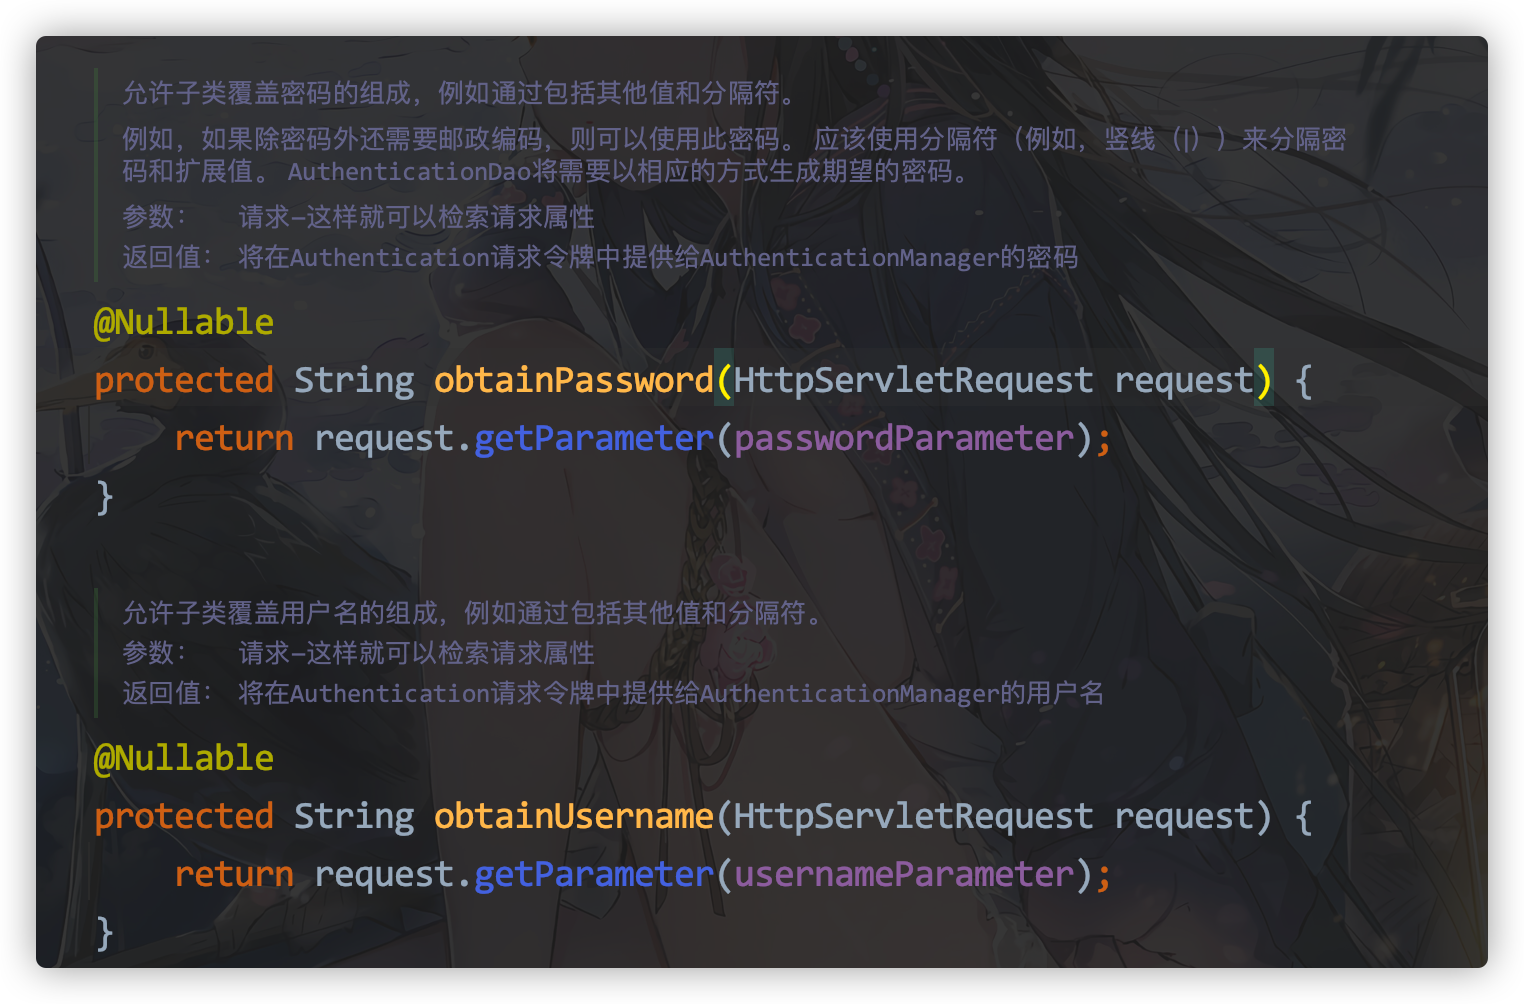 允许子类覆盖密码的组成，例如通过包括其他值和分隔符。
例如，如果除密码外还需要邮政编码，则可以使用此密码。 应该使用分隔符（例如，竖线（|））来分隔密
码和扩展值。 AuthenticationDao将需要以相应的方式生成期望的密码。
参数： 请求–这样就可以检索请求属性
返回值： 将在Authentication请求令牌中提供给AuthenticationManager的密码
@Nullable
protected String obtainPassword(HttpServletRequest request) {
return request.getParameter(passwordParameter);
}
允许子类覆盖用户名的组成，例如通过包括其他值和分隔符。
参数： 请求–这样就可以检索请求属性
返回值： 将在Authentication请求令牌中提供给AuthenticationManager的用户名
@Nullable
protected String obtainUsername(HttpServletRequest request) {
return request.getParameter(usernameParameter);
}